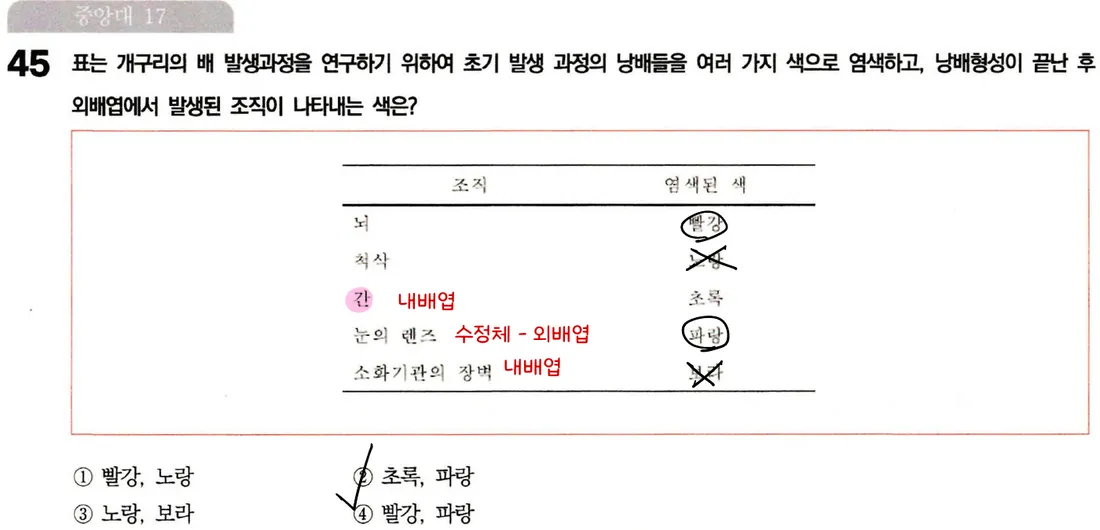 중앙대 17
45 표는 개구리의 배 발생과정을 연구하기 위하여 초기 발생 과정의 낭배들을 여러 가지 색으로 염색하고, 낭배형성이 끝난 후
외배엽에서 발생된 조직이 나타내는 색은?
조직 염색된 색
뇌 빨강
척삭 노랑
간 내배엽 초록
눈의 렌즈 수정체 - 외배엽 파랑
소화기관의 장벽 내배엽 보라
① 빨강, 노랑 ② 초록, 파랑
③ 노랑, 보라 ④ 빨강, 파랑